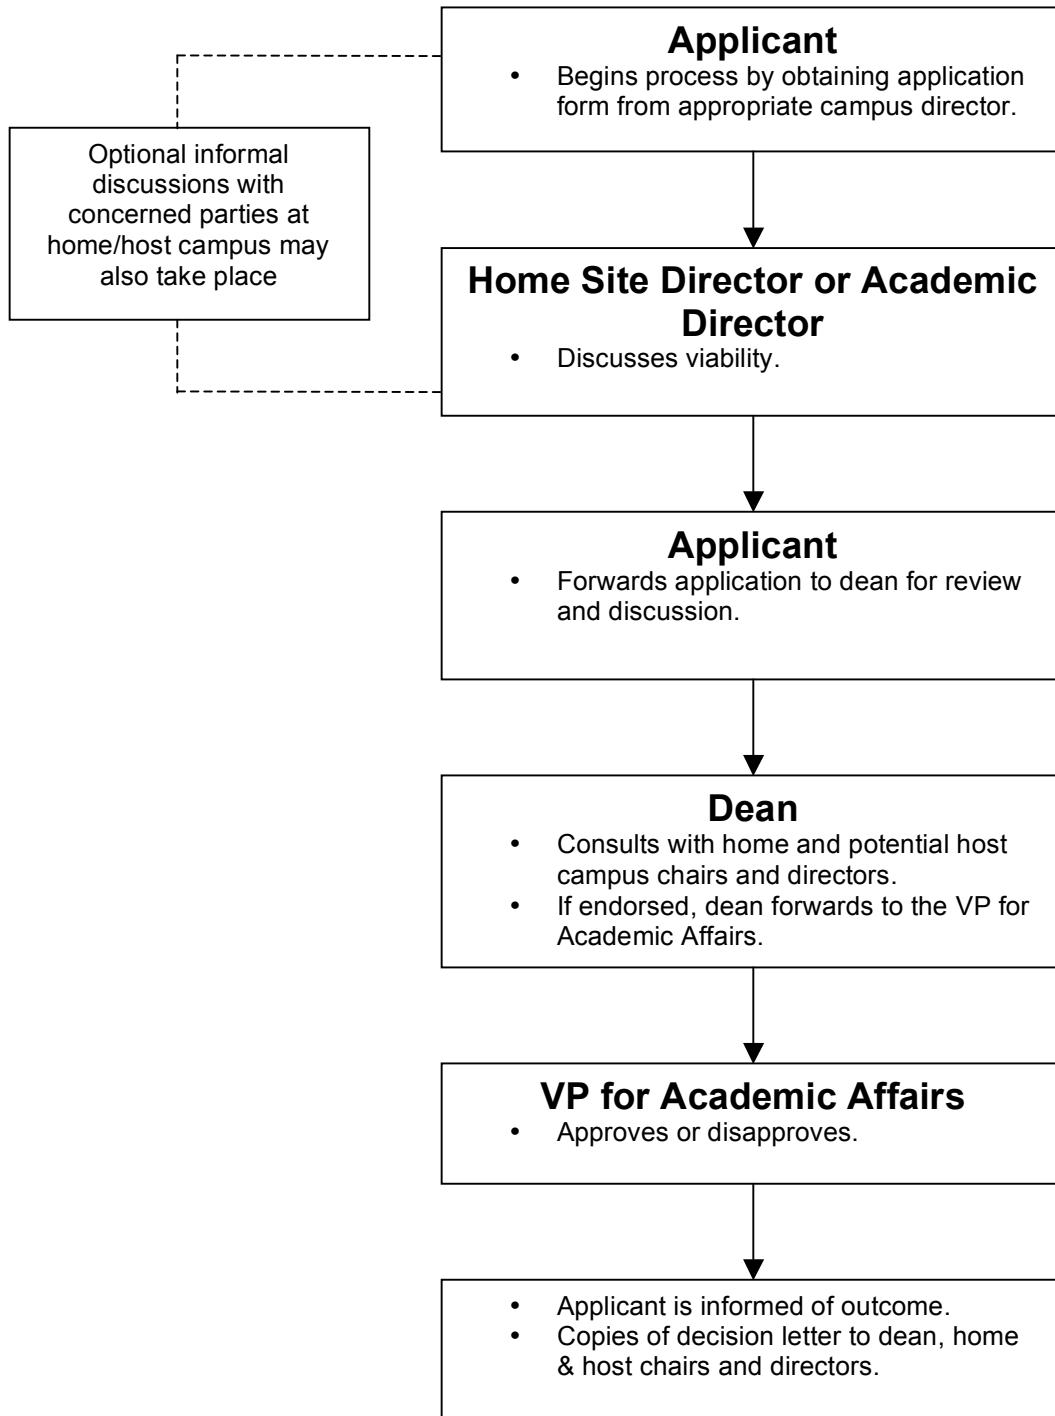 Applicant
• Begins process by obtaining application
form from appropriate campus director.
Optional informal
discussions with
concerned parties at
home/host campus may
also take place
Home Site Director or Academic
Director
• Discusses viability.
Applicant
• Forwards application to dean for review
and discussion.
Dean
• Consults with home and potential host
campus chairs and directors.
• If endorsed, dean forwards to the VP for
Academic Affairs.
VP for Academic Affairs
• Approves or disapproves.
• Applicant is informed of outcome.
• Copies of decision letter to dean, home
& host chairs and directors.